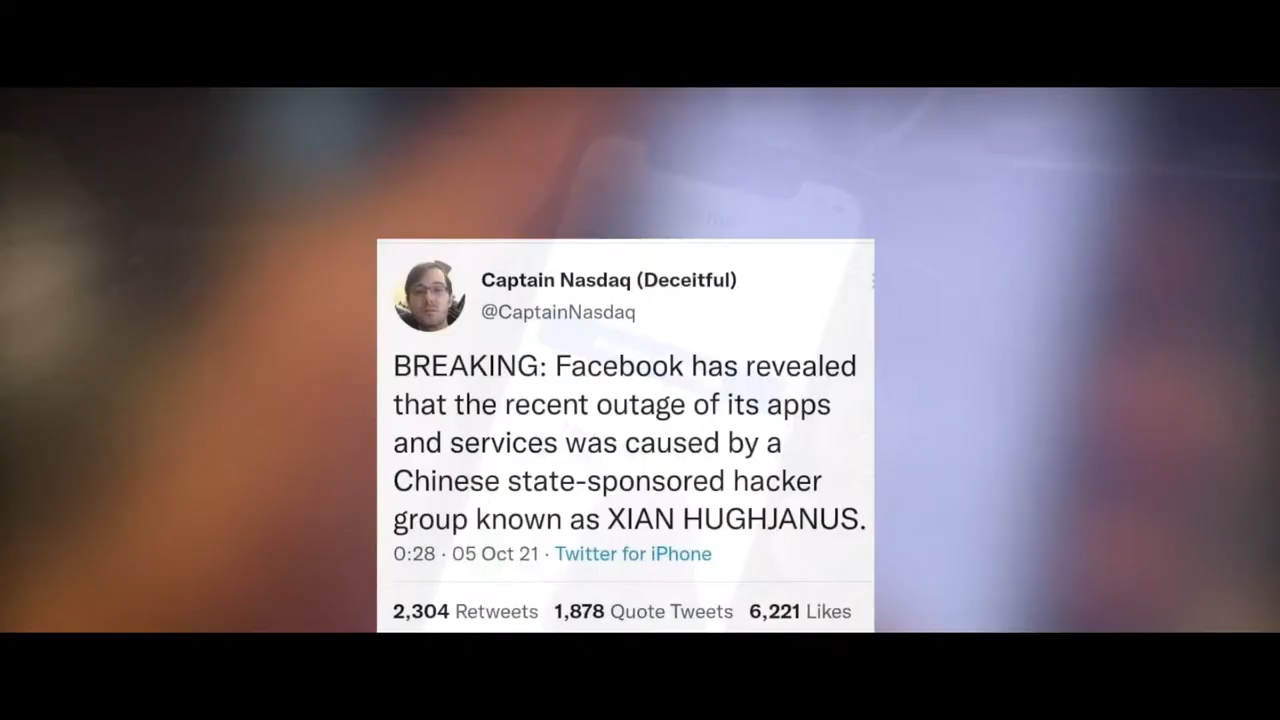 Captain Nasdaq (Deceitful)
@CaptainNasdaq
BREAKING: Facebook has revealed
that the recent outage of its apps
and services was caused by a
Chinese state-sponsored hacker
group known as XIAN HUGHJANUS.
0:28 · 05 Oct 21 · Twitter for iPhone
2,304 Retweets 1,878 Quote Tweets 6,221 Likes